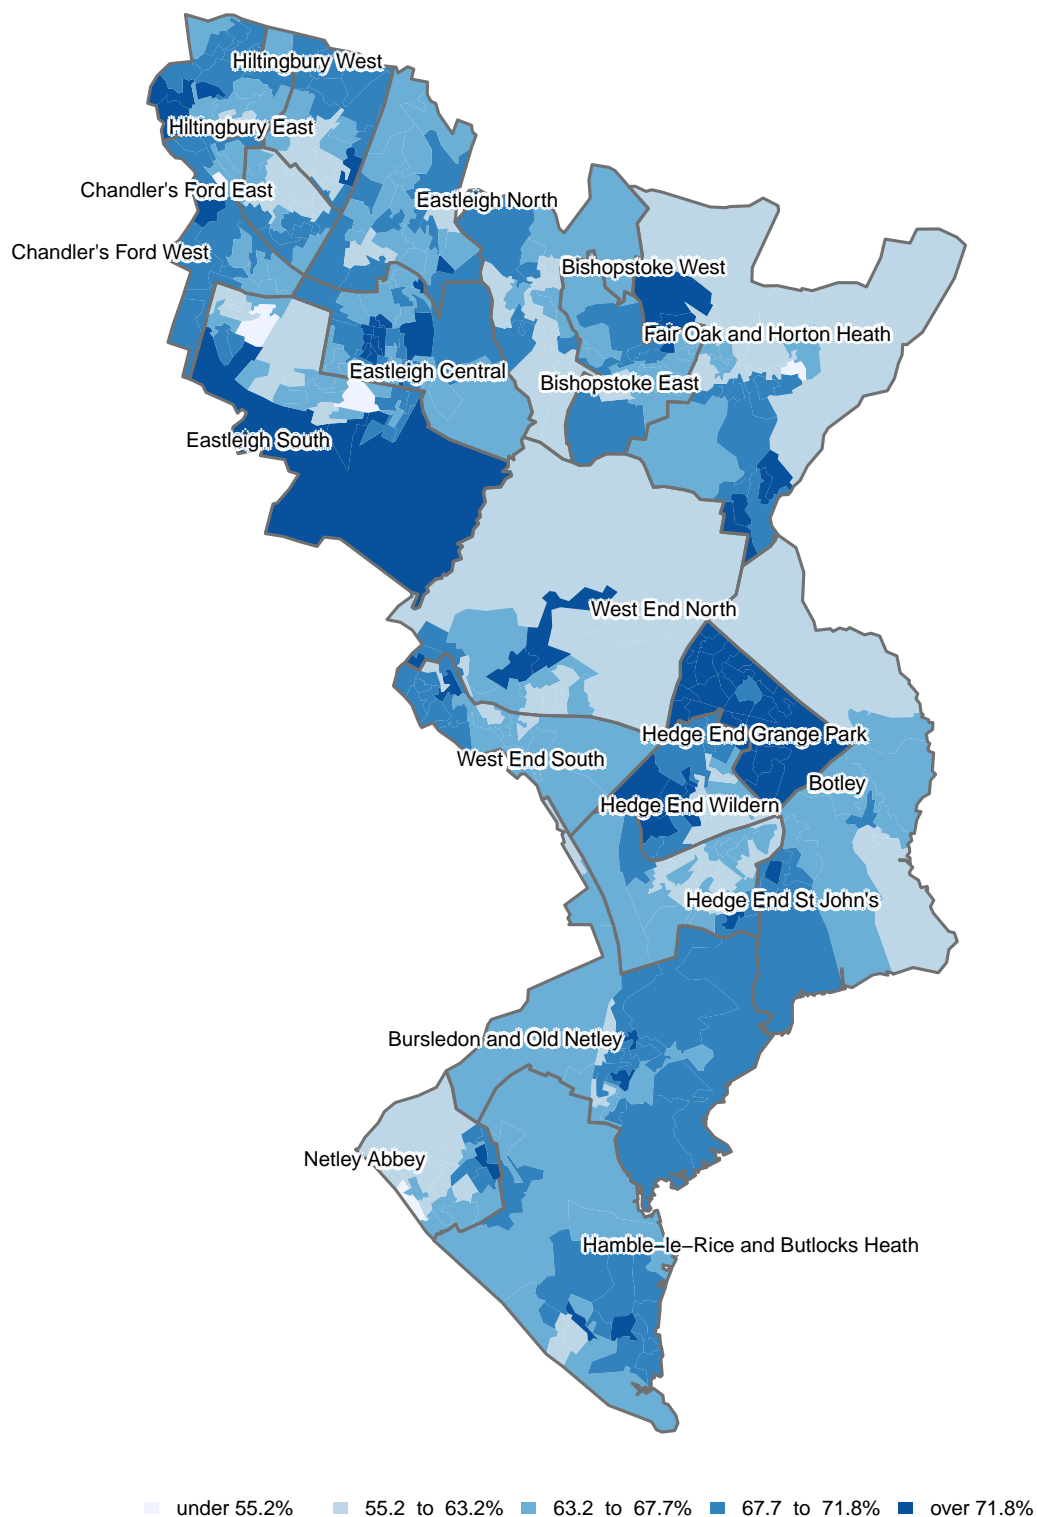 Hiltingbury West
Hiltingbury East
Chandler's Ford East
Eastleigh North
Chandler's Ford West
Bishopstoke West
Fair Oak and Horton Heath
Eastleigh Central
Bishopstoke East
Eastleigh South
West End North
Hedge End Grange Park
West End South
Botley
Hedge End Wildern
Hedge End St John's
Bursledon and Old Netley
Netley Abbey
Hamble−le−Rice and Butlocks Heath
under 55.2% 55.2 to 63.2% 63.2 to 67.7% 67.7 to 71.8% over 71.8%